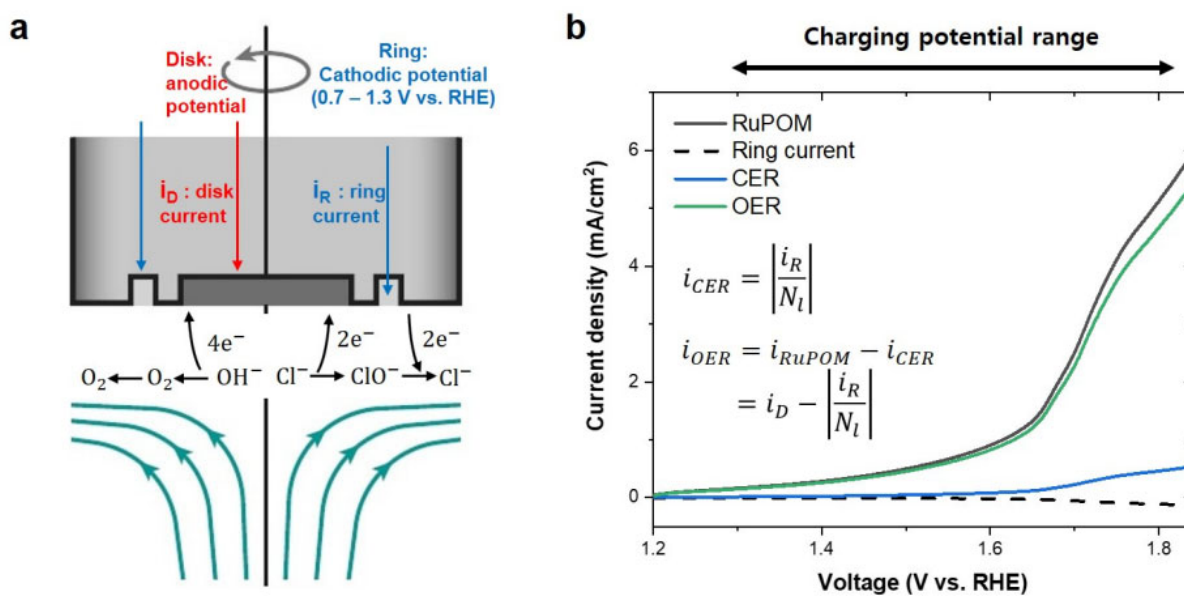 a
Disk:
anodic
potential
Ring:
Cathodic potential
(0.7 – 1.3 V vs. RHE)
i_D : disk
current
i_R : ring
current
4e⁻
2e⁻
2e⁻
O₂ ← O₂ ← OH⁻ Cl⁻ → ClO⁻ → Cl⁻
b
Charging potential range
RuPOM
Ring current
CER
OER
i_CER = |i_R / N_l|
i_OER = i_RuPOM − i_CER
= i_D − |i_R / N_l|
Current density (mA/cm²)
6
4
2
0
1.2 1.4 1.6 1.8
Voltage (V vs. RHE)